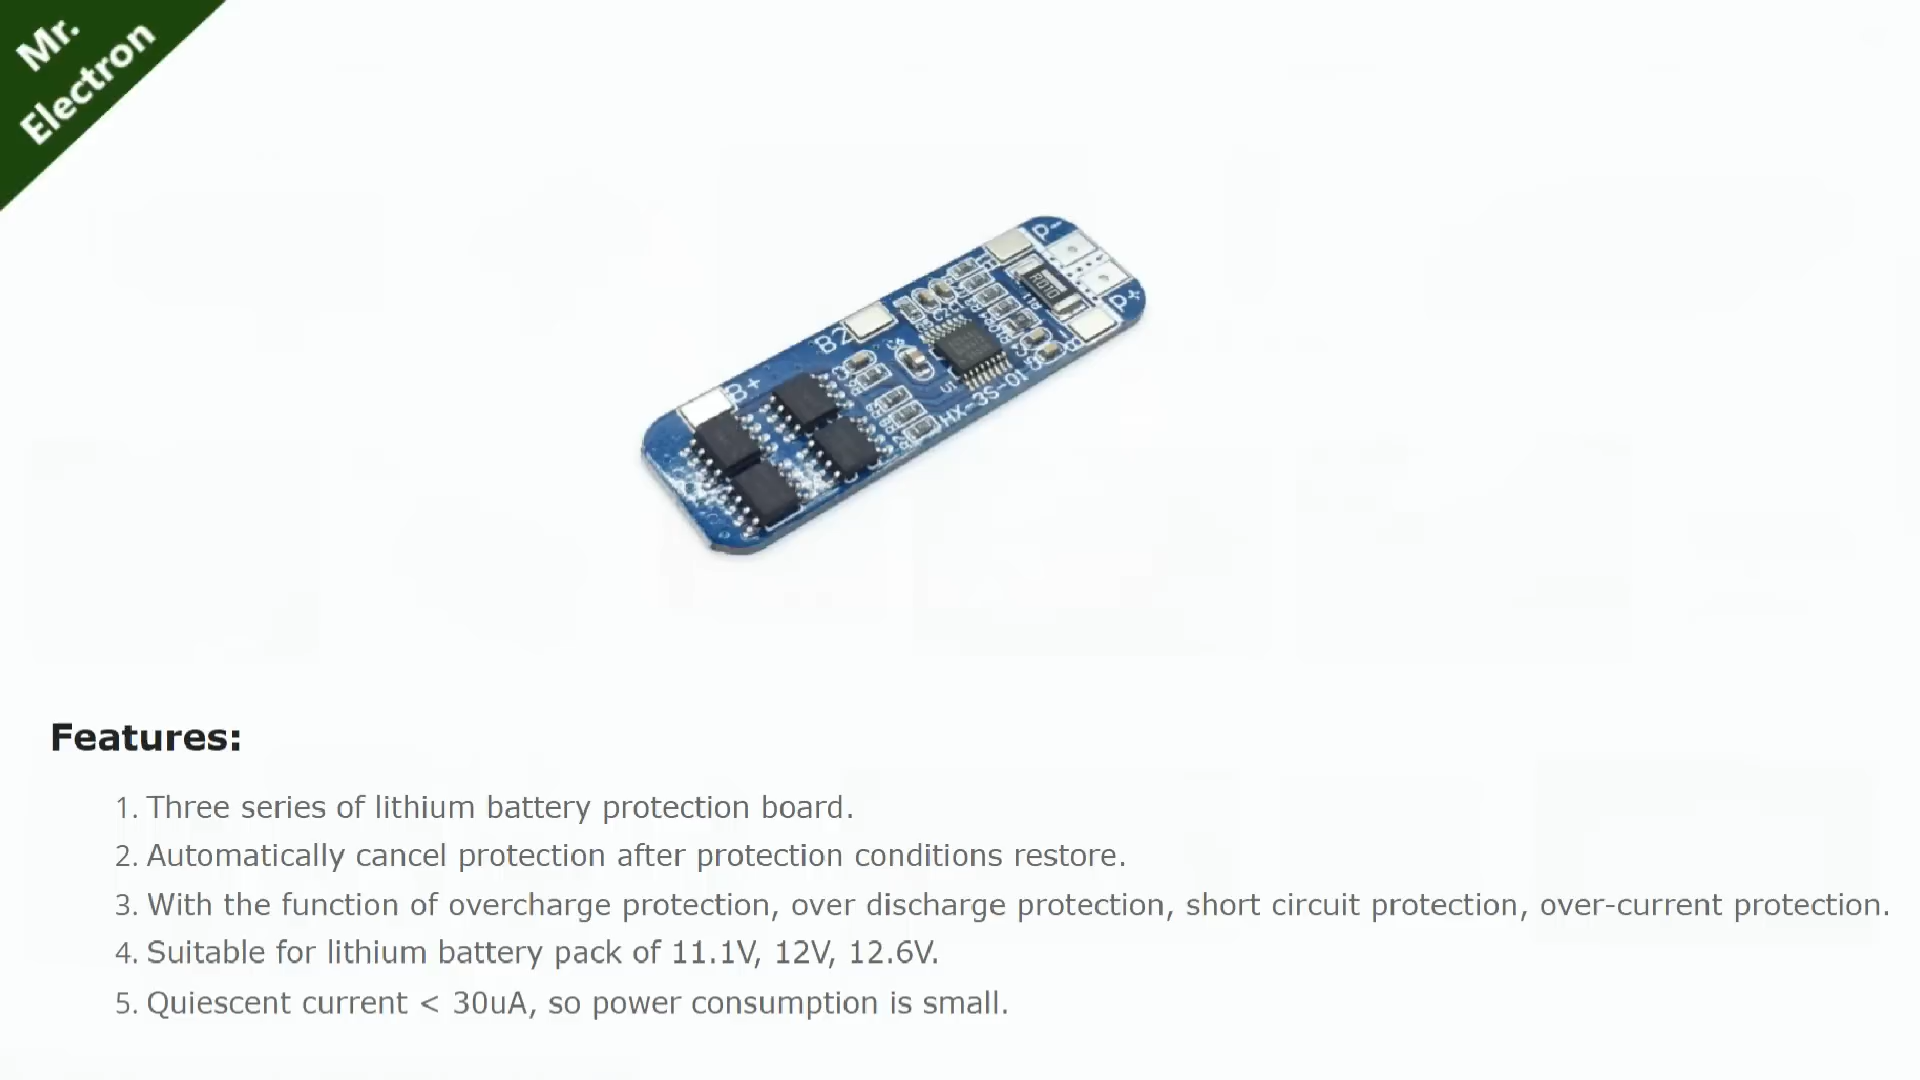 Mr.
Electron
P-
P+
R010
B2
B+
U1
HX-3S-01
Features:
1. Three series of lithium battery protection board.
2. Automatically cancel protection after protection conditions restore.
3. With the function of overcharge protection, over discharge protection, short circuit protection, over-current protection.
4. Suitable for lithium battery pack of 11.1V, 12V, 12.6V.
5. Quiescent current < 30uA, so power consumption is small.